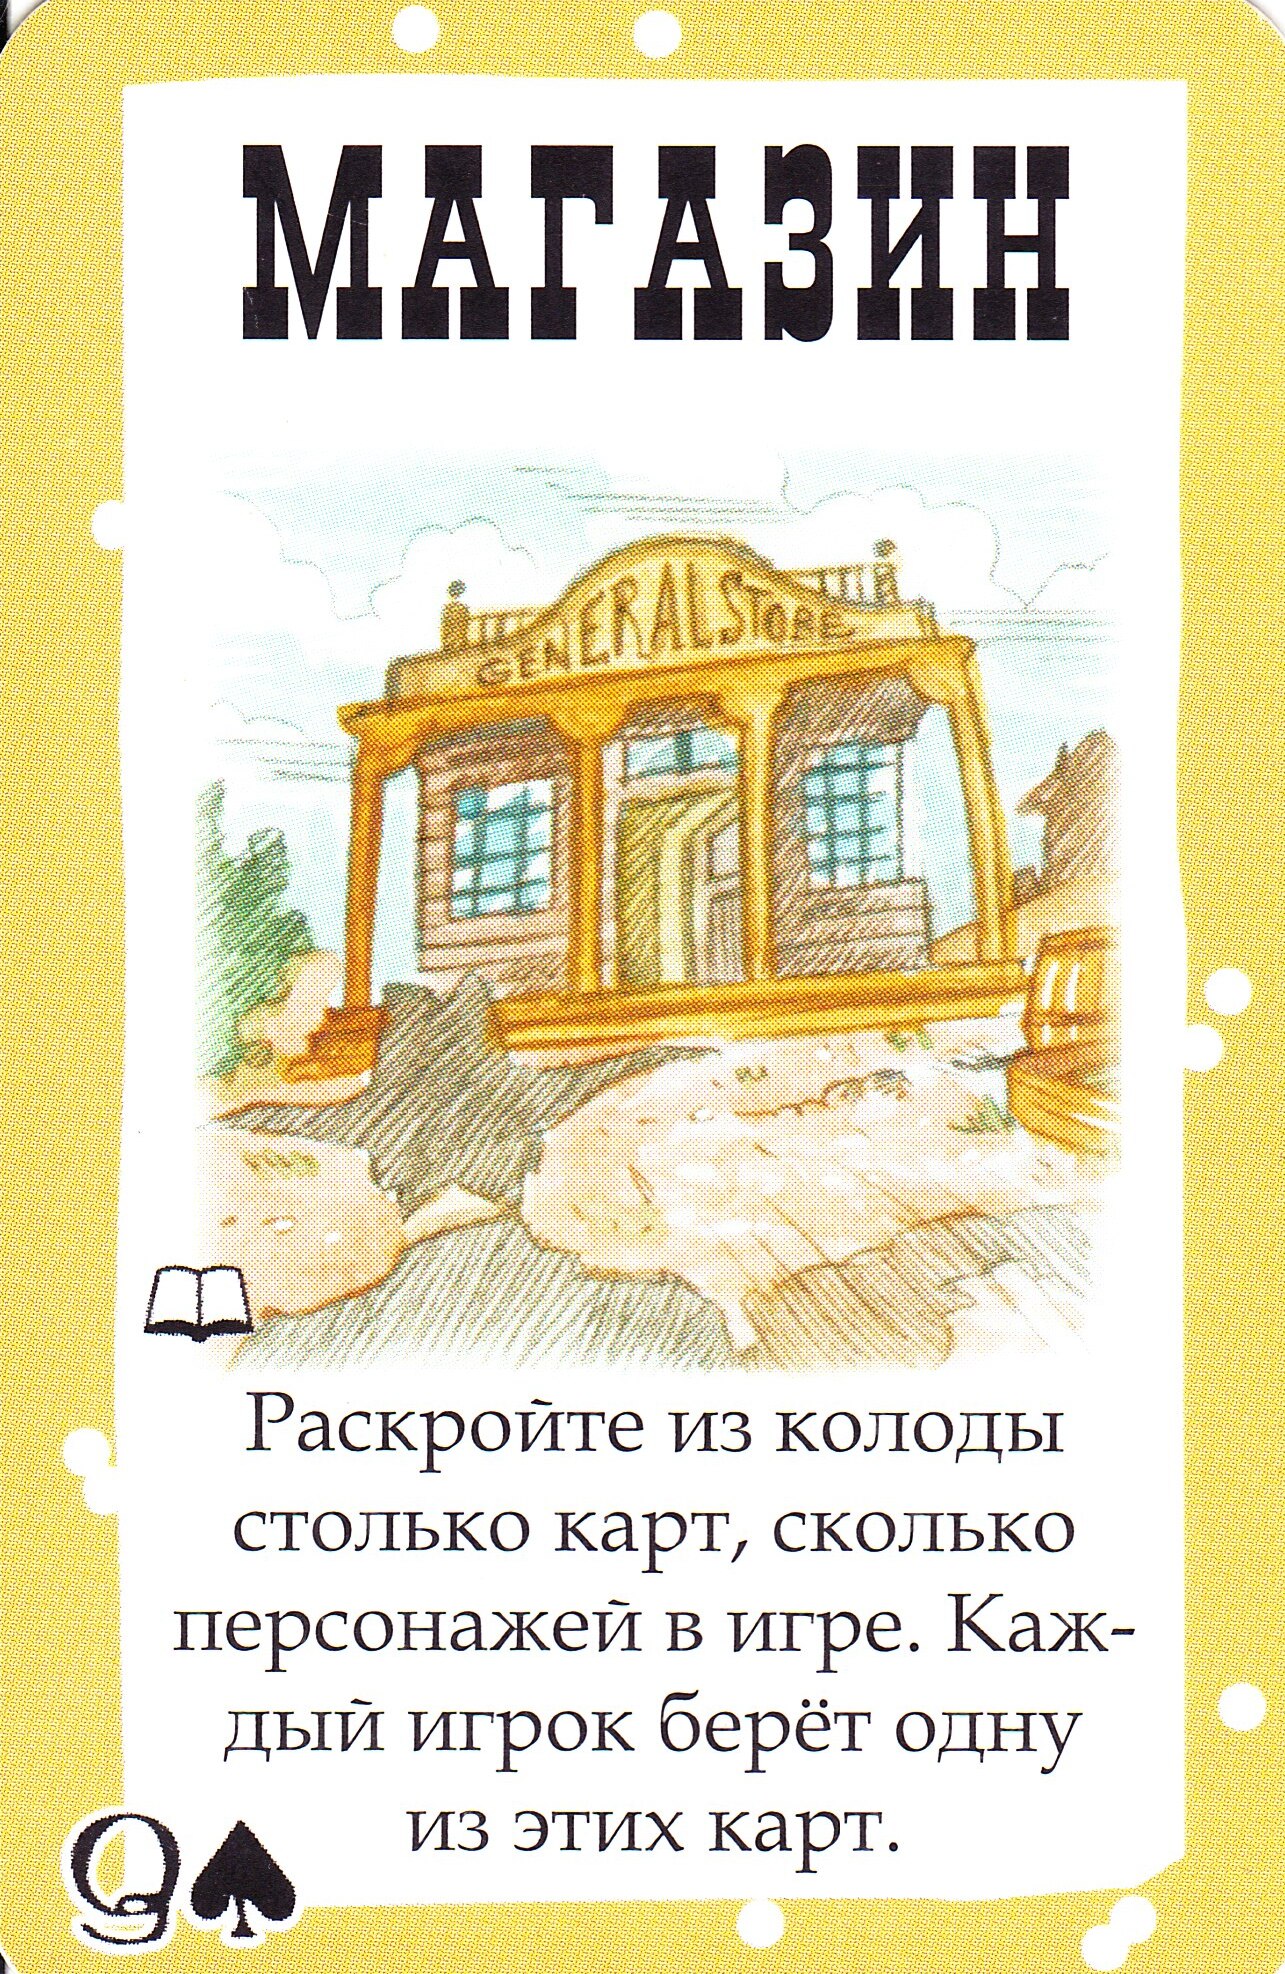 МАГАЗИН
GENERAL STORE
Раскройте из колоды
столько карт, сколько
персонажей в игре. Каж-
дый игрок берёт одну
из этих карт.
Q♠